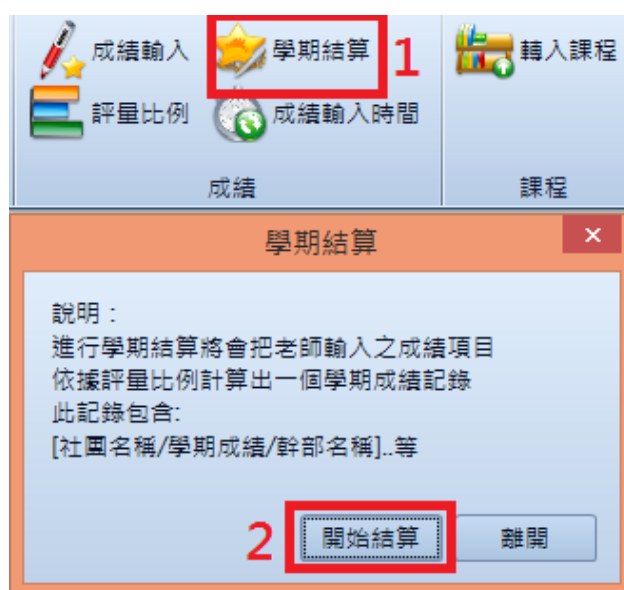 成績輸入 學期結算 1 轉入課程
評量比例 成績輸入時間
成績 課程
學期結算
說明：
進行學期結算將會把老師輸入之成績項目
依據評量比例計算出一個學期成績記錄
此記錄包含:
[社團名稱/學期成績/幹部名稱]..等
2 開始結算 離開